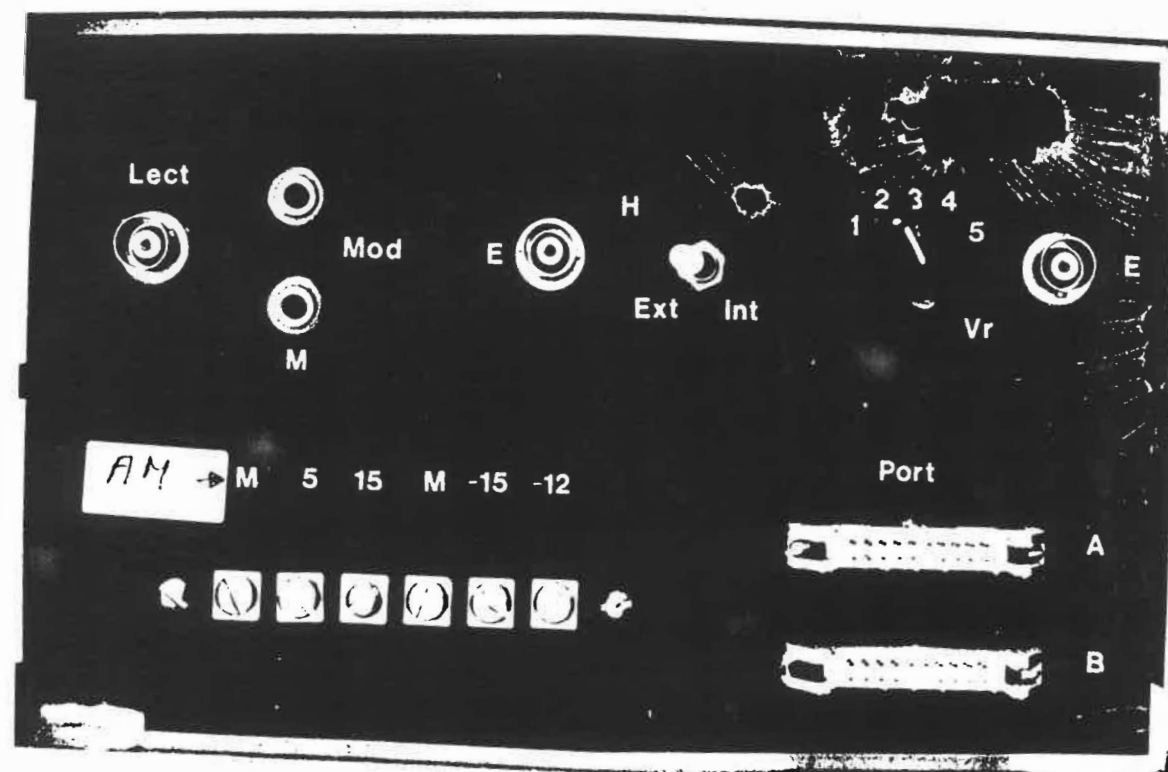 Lect
Mod
M
E
H
Ext Int
1 2 3 4 5
Vr
E
AM → M 5 15 M -15 -12
Port
A
B